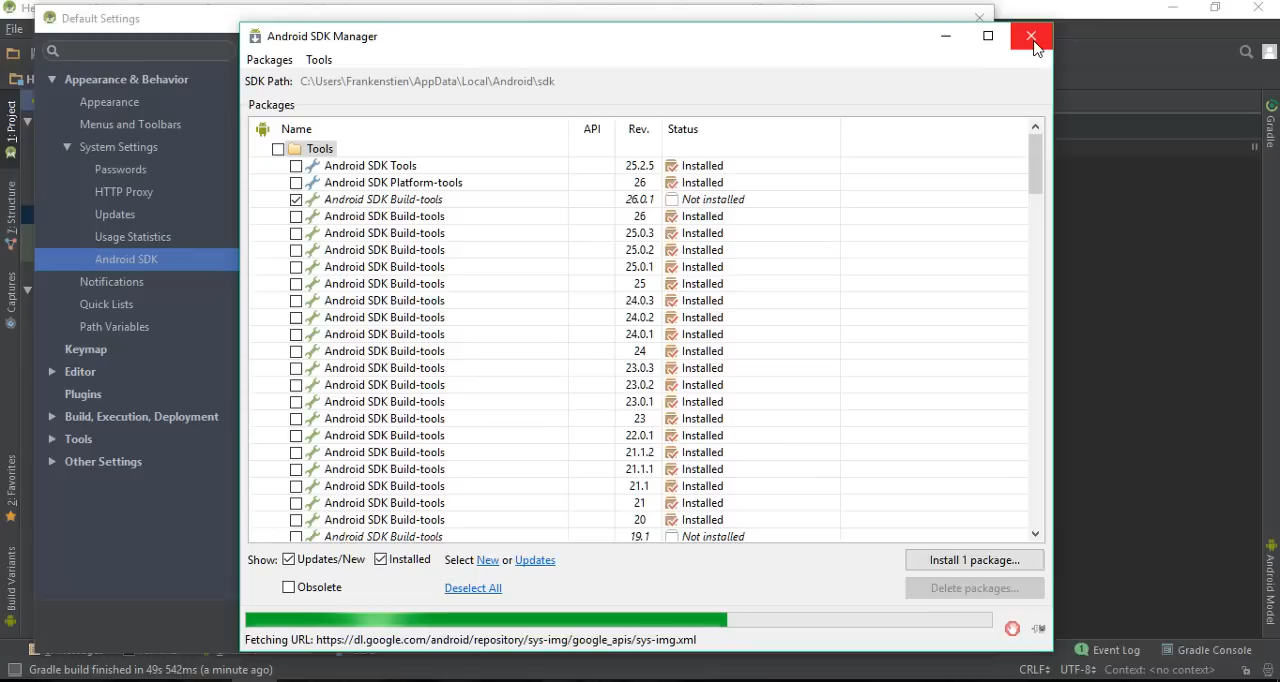 He
Default Settings
File
Android SDK Manager
Packages Tools
SDK Path: C:\Users\Frankenstien\AppData\Local\Android\sdk
Packages
H
1: Project
Z: Structure
Captures
2: Favorites
Build Variants
Appearance & Behavior
Appearance
Menus and Toolbars
System Settings
Passwords
HTTP Proxy
Updates
Usage Statistics
Android SDK
Notifications
Quick Lists
Path Variables
Keymap
Editor
Plugins
Build, Execution, Deployment
Tools
Other Settings
Name API Rev. Status
Tools
Android SDK Tools 25.2.5 Installed
Android SDK Platform-tools 26 Installed
Android SDK Build-tools 26.0.1 Not installed
Android SDK Build-tools 26 Installed
Android SDK Build-tools 25.0.3 Installed
Android SDK Build-tools 25.0.2 Installed
Android SDK Build-tools 25.0.1 Installed
Android SDK Build-tools 25 Installed
Android SDK Build-tools 24.0.3 Installed
Android SDK Build-tools 24.0.2 Installed
Android SDK Build-tools 24.0.1 Installed
Android SDK Build-tools 24 Installed
Android SDK Build-tools 23.0.3 Installed
Android SDK Build-tools 23.0.2 Installed
Android SDK Build-tools 23.0.1 Installed
Android SDK Build-tools 23 Installed
Android SDK Build-tools 22.0.1 Installed
Android SDK Build-tools 21.1.2 Installed
Android SDK Build-tools 21.1.1 Installed
Android SDK Build-tools 21.1 Installed
Android SDK Build-tools 21 Installed
Android SDK Build-tools 20 Installed
Android SDK Build-tools 19.1 Not installed
Show: Updates/New Installed Select New or Updates Install 1 package...
Obsolete Deselect All Delete packages...
Fetching URL: https://dl.google.com/android/repository/sys-img/google_apis/sys-img.xml
Gradle
Android Model
1 Event Log Gradle Console
Gradle build finished in 49s 542ms (a minute ago) CRLF UTF-8 Context: <no context>